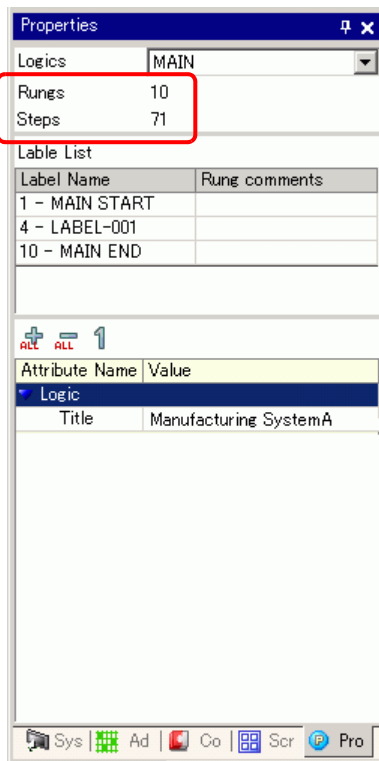 Properties
Logics MAIN
Rungs 10
Steps 71
Lable List
Label Name Rung comments
1 - MAIN START
4 - LABEL-001
10 - MAIN END
ALL ALL 1
Attribute Name Value
Logic
Title Manufacturing SystemA
Sys Ad Co Scr P Pro